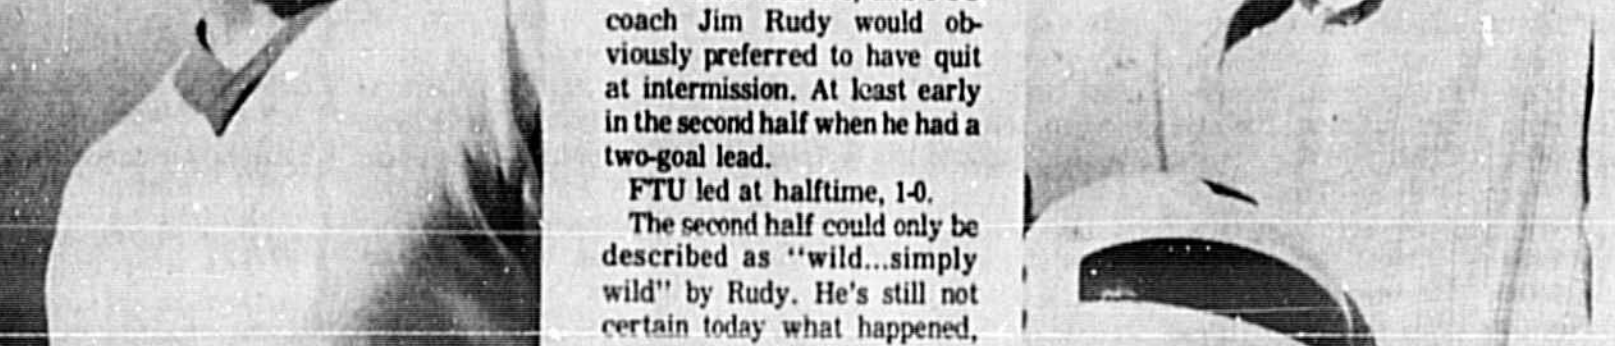 coach Jim Rudy would ob-
viously preferred to have quit
at intermission. At least early
in the second half when he had a
two-goal lead.
FTU led at halftime, 1-0.
The second half could only be
described as "wild...simply
wild" by Rudy. He's still not
certain today what happened,